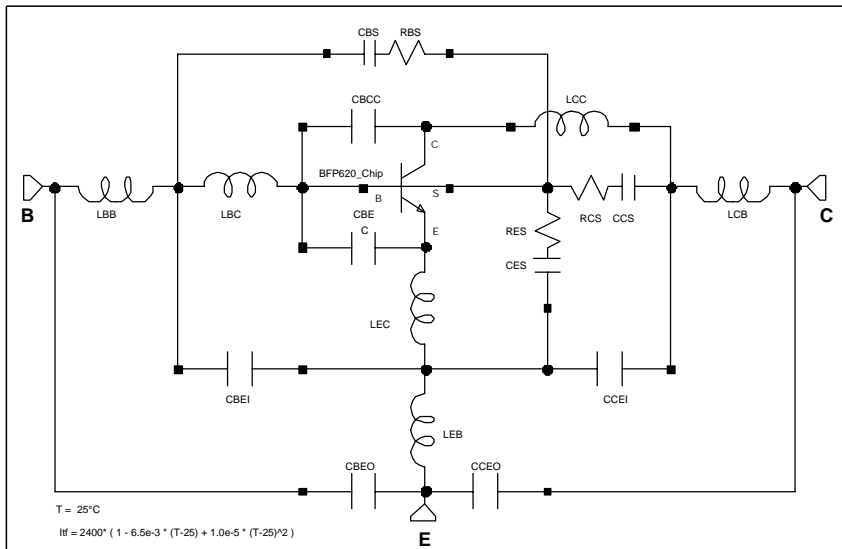 CBS RBS
CBCC LCC
C
BFP620_Chip
B S
B LBB LBC CBE
C E RES RCS CCS LCB C
CES
LEC
CBEI CCEI
LEB
CBEO CCEO
T = 25°C
Itf = 2400* ( 1 - 6.5e-3 * (T-25) + 1.0e-5 * (T-25)^2 )
E